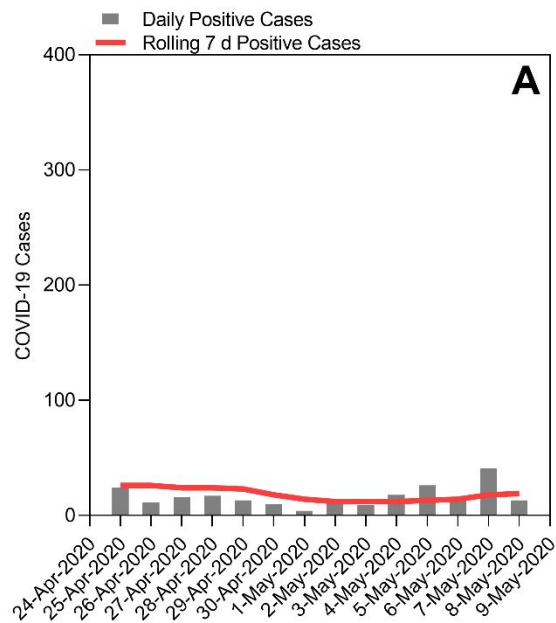 Daily Positive Cases
Rolling 7 d Positive Cases
A
400
300
200
100
0
COVID-19 Cases
24-Apr-2020
25-Apr-2020
26-Apr-2020
27-Apr-2020
28-Apr-2020
29-Apr-2020
30-Apr-2020
1-May-2020
2-May-2020
3-May-2020
4-May-2020
5-May-2020
6-May-2020
7-May-2020
8-May-2020
9-May-2020